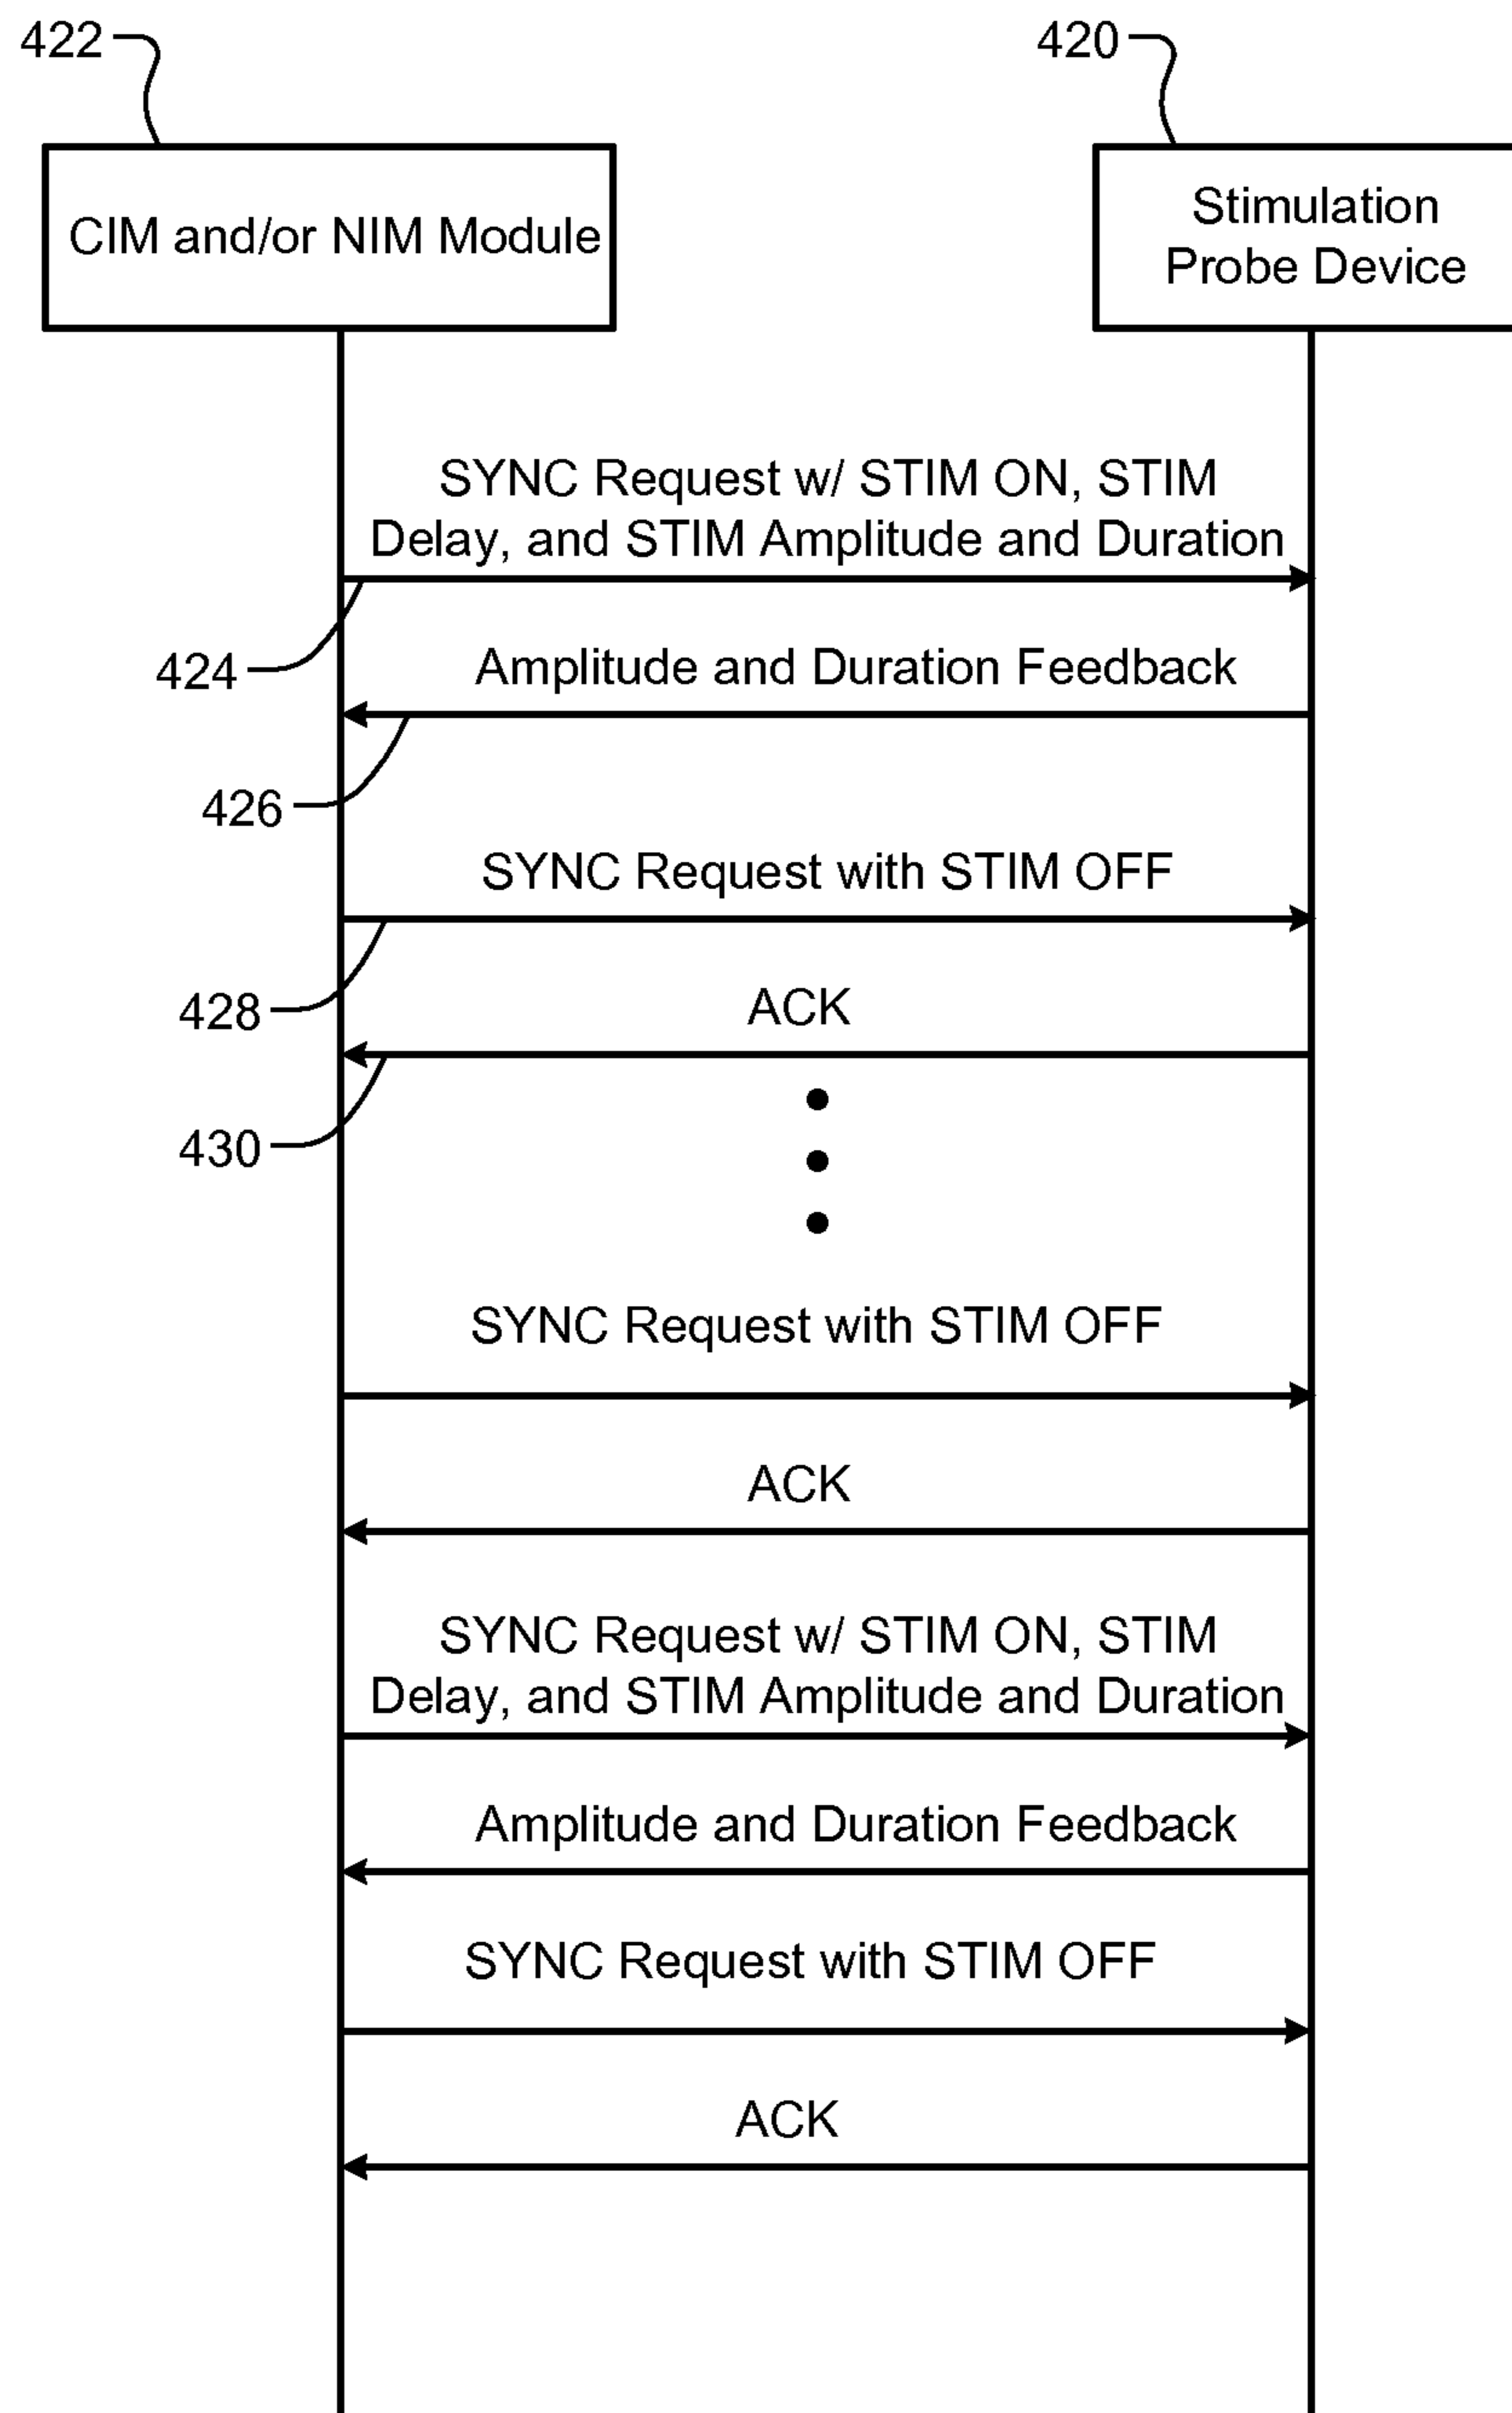 422
420
CIM and/or NIM Module
Stimulation
Probe Device
SYNC Request w/ STIM ON, STIM
Delay, and STIM Amplitude and Duration
424
Amplitude and Duration Feedback
426
SYNC Request with STIM OFF
428
ACK
430
SYNC Request with STIM OFF
ACK
SYNC Request w/ STIM ON, STIM
Delay, and STIM Amplitude and Duration
Amplitude and Duration Feedback
SYNC Request with STIM OFF
ACK